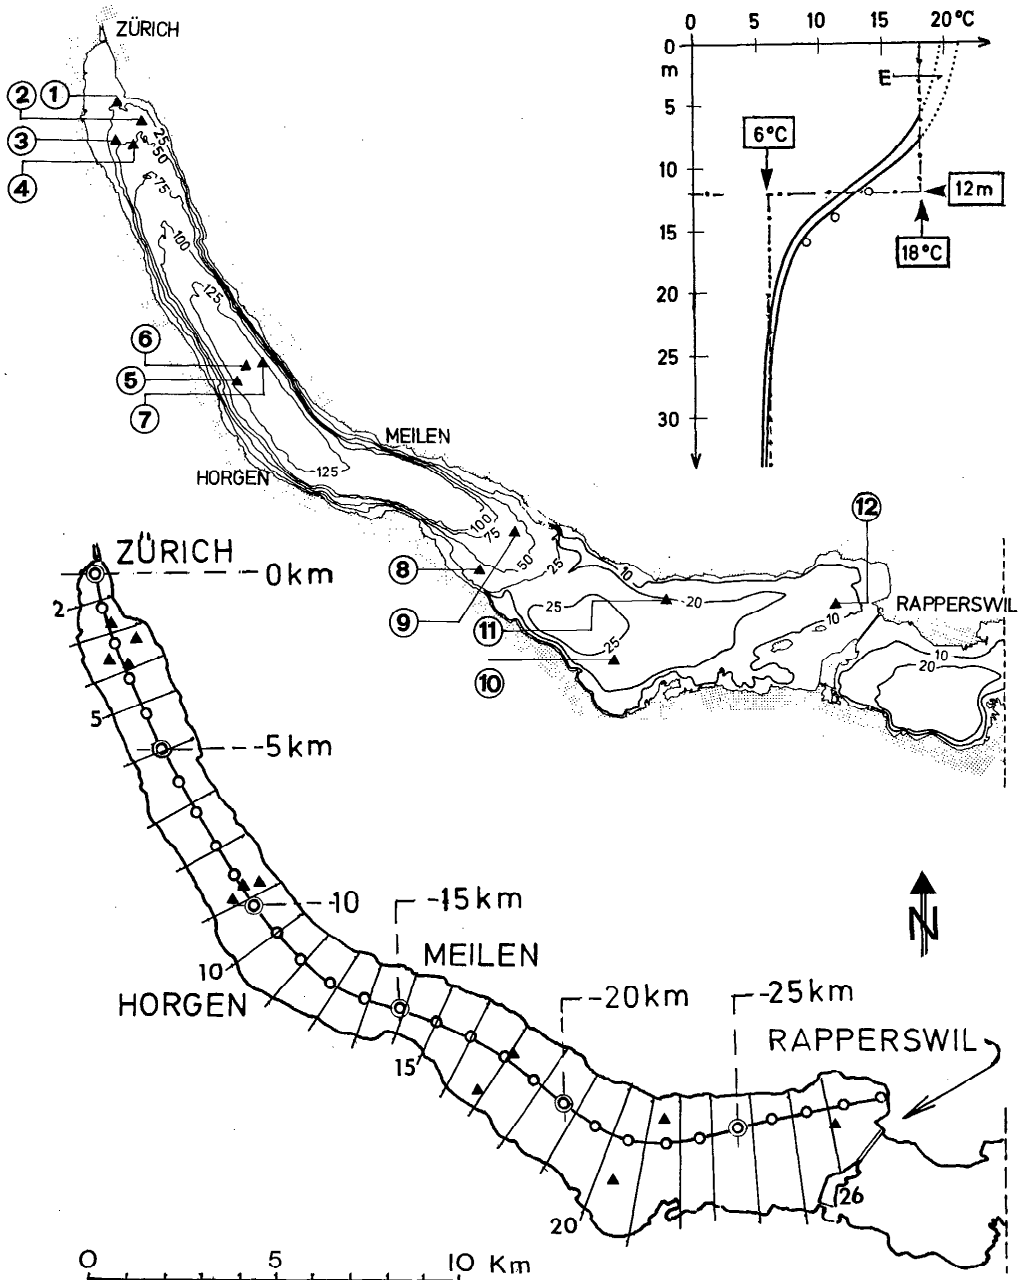 ZÜRICH
② ①
③
④
25
50
75
100
125
⑥
⑤
⑦
MEILEN
HORGEN
125
100
75
50
25
⑧
⑨
10
⑫
-20
25
25
⑪
⑩
10
RAPPERSWIL
10
20
0 5 10 15 20°C
0
m
5
10
15
20
25
30
E
6°C
12m
18°C
ZÜRICH
0km
2
5
-5km
-10
10
HORGEN
-15km
MEILEN
15
-20km
-25km
RAPPERSWIL
20
26
N
0 5 10 Km